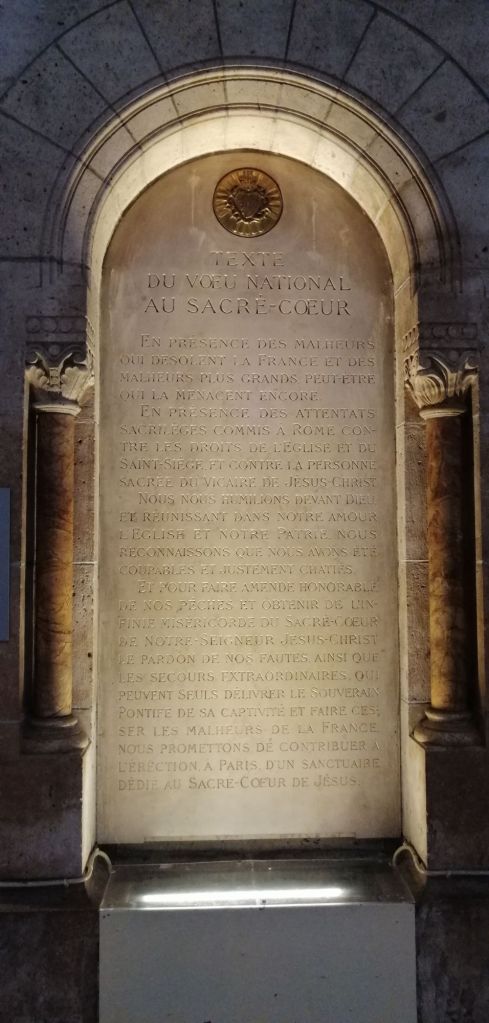 TEXTE
DU VŒU NATIONAL
AU SACRÉ-CŒUR
EN PRÉSENCE DES MALHEURS
QUI DÉSOLENT LA FRANCE ET DES
MALHEURS PLUS GRANDS PEUT-ÊTRE
QUI LA MENACENT ENCORE.
EN PRÉSENCE DES ATTENTATS
SACRILÈGES COMMIS A ROME CON-
TRE LES DROITS DE L'ÉGLISE ET DU
SAINT-SIÈGE, ET CONTRE LA PERSONNE
SACRÉE DU VICAIRE DE JÉSUS-CHRIST
NOUS NOUS HUMILIONS DEVANT DIEU,
ET RÉUNISSANT DANS NOTRE AMOUR
L'ÉGLISE ET NOTRE PATRIE, NOUS
RECONNAISSONS QUE NOUS AVONS ÉTÉ
COUPABLES ET JUSTEMENT CHATIÉS.
ET POUR FAIRE AMENDE HONORABLE
DE NOS PÉCHÉS ET OBTENIR DE L'IN-
FINIE MISÉRICORDE DU SACRÉ-CŒUR
DE NOTRE-SEIGNEUR JÉSUS-CHRIST
LE PARDON DE NOS FAUTES, AINSI QUE
LES SECOURS EXTRAORDINAIRES, QUI
PEUVENT SEULS DÉLIVRER LE SOUVERAIN
PONTIFE DE SA CAPTIVITÉ ET FAIRE CES-
SER LES MALHEURS DE LA FRANCE,
NOUS PROMETTONS DE CONTRIBUER A
L'ÉRECTION, A PARIS, D'UN SANCTUAIRE
DÉDIÉ AU SACRÉ-CŒUR DE JÉSUS.